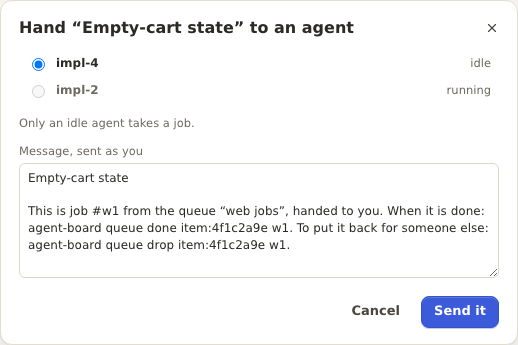 Hand “Empty-cart state” to an agent ×
impl-4 idle
impl-2 running
Only an idle agent takes a job.
Message, sent as you
Empty-cart state
This is job #w1 from the queue “web jobs”, handed to you. When it is done:
agent-board queue done item:4f1c2a9e w1. To put it back for someone else:
agent-board queue drop item:4f1c2a9e w1.
Cancel Send it